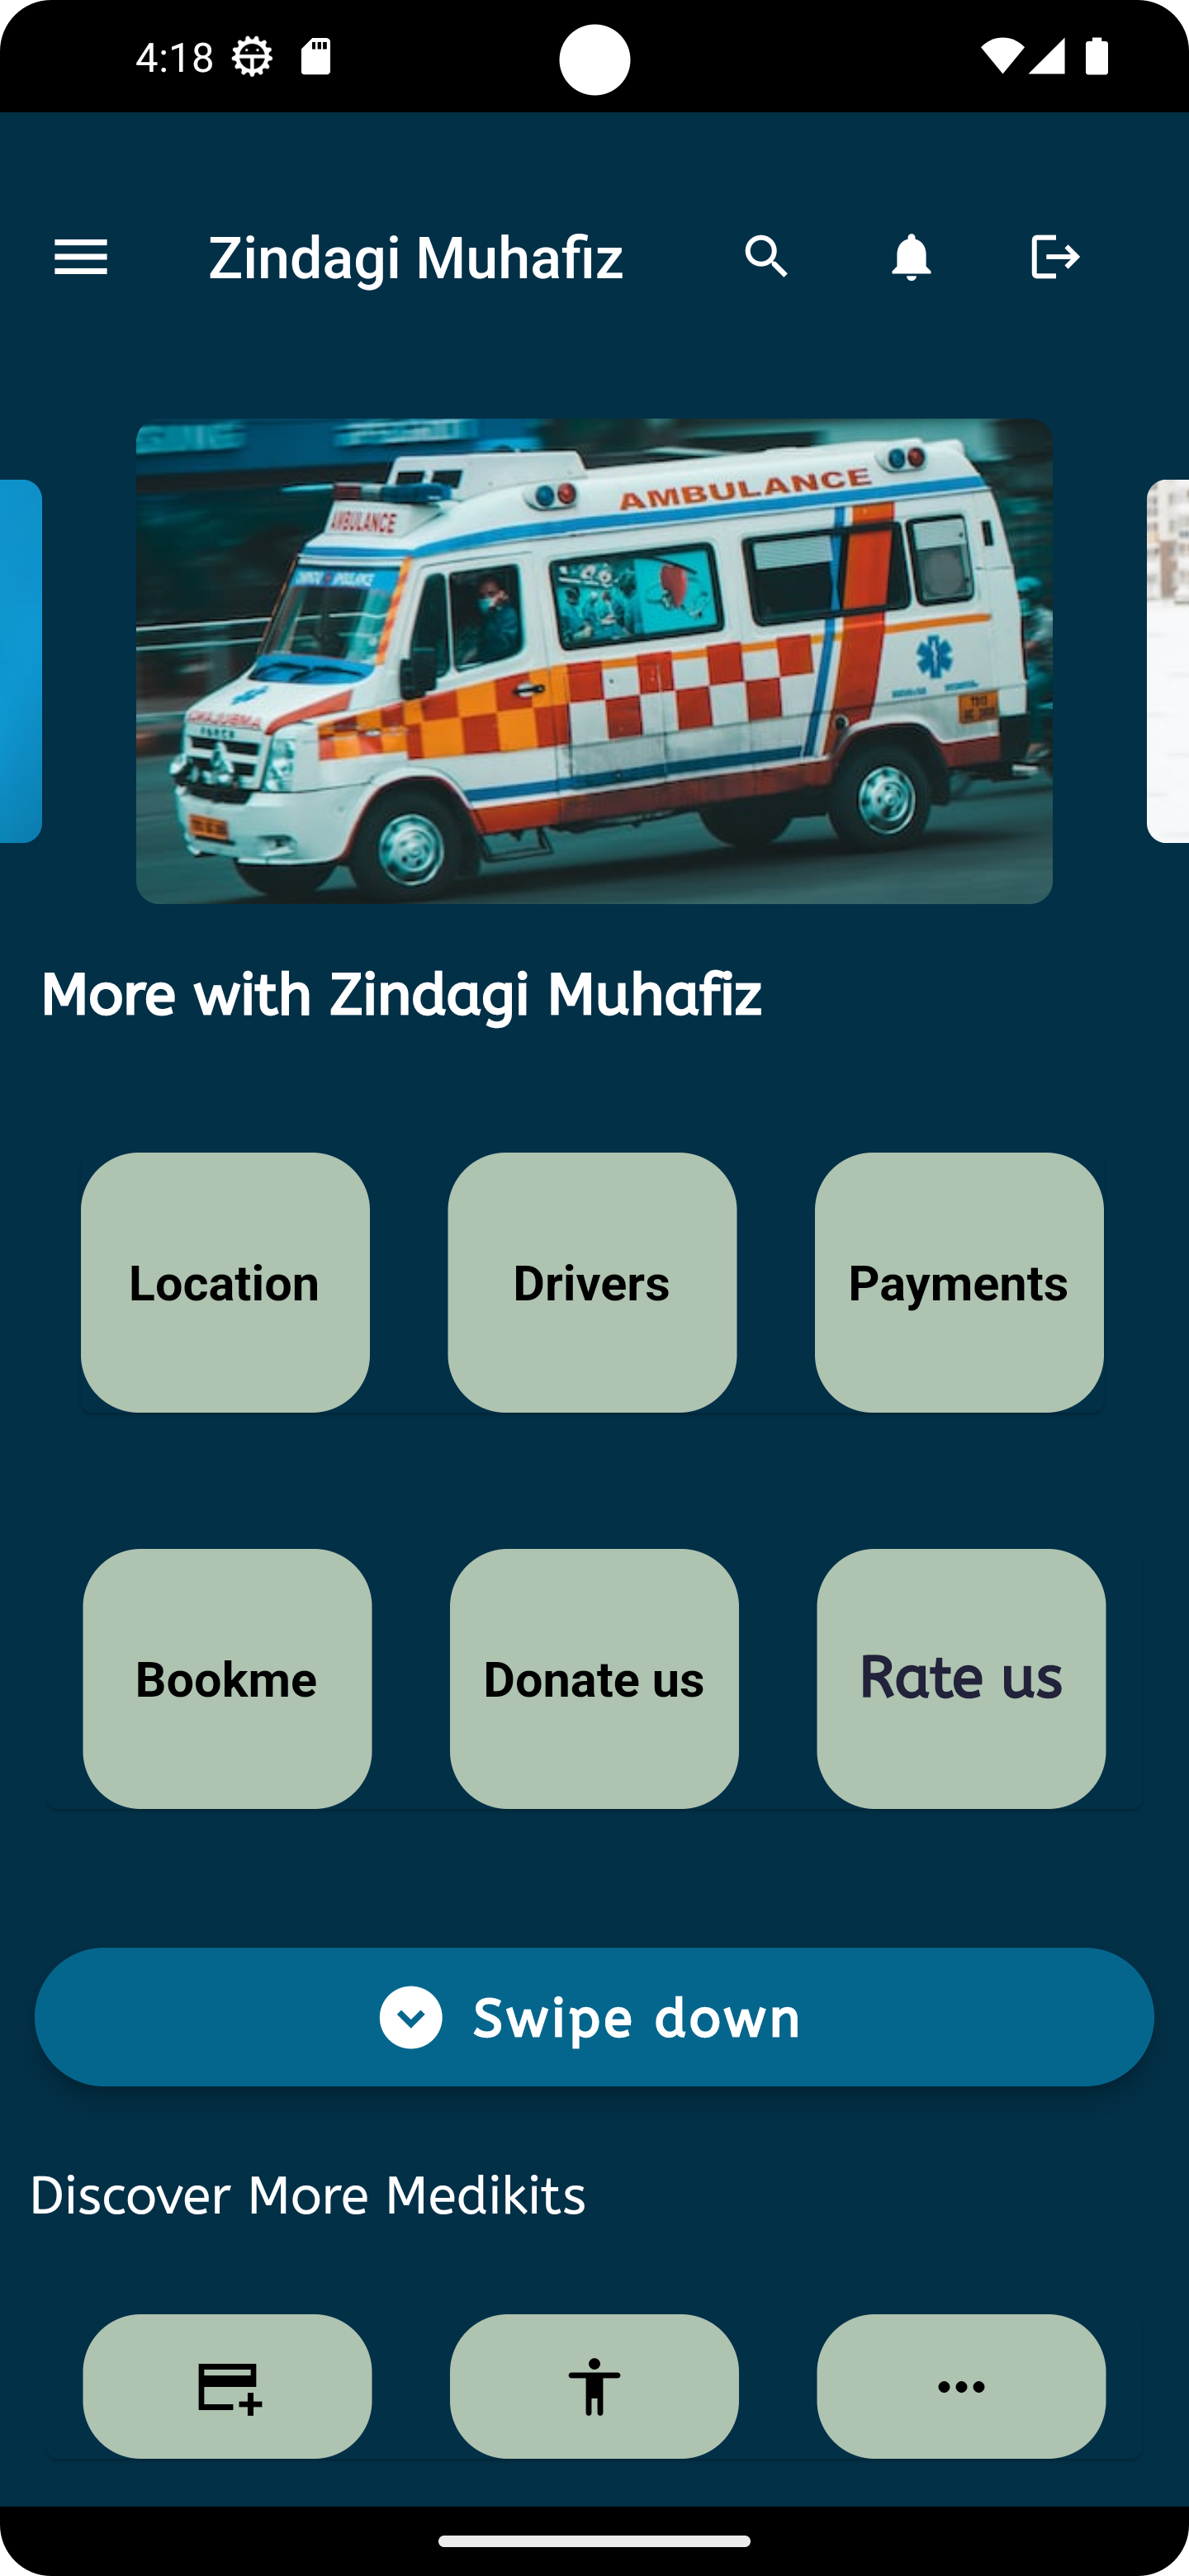 4:18
Zindagi Muhafiz
AMBULANCE
AMBULANCE
More with Zindagi Muhafiz
Location Drivers Payments
Bookme Donate us Rate us
Swipe down
Discover More Medikits